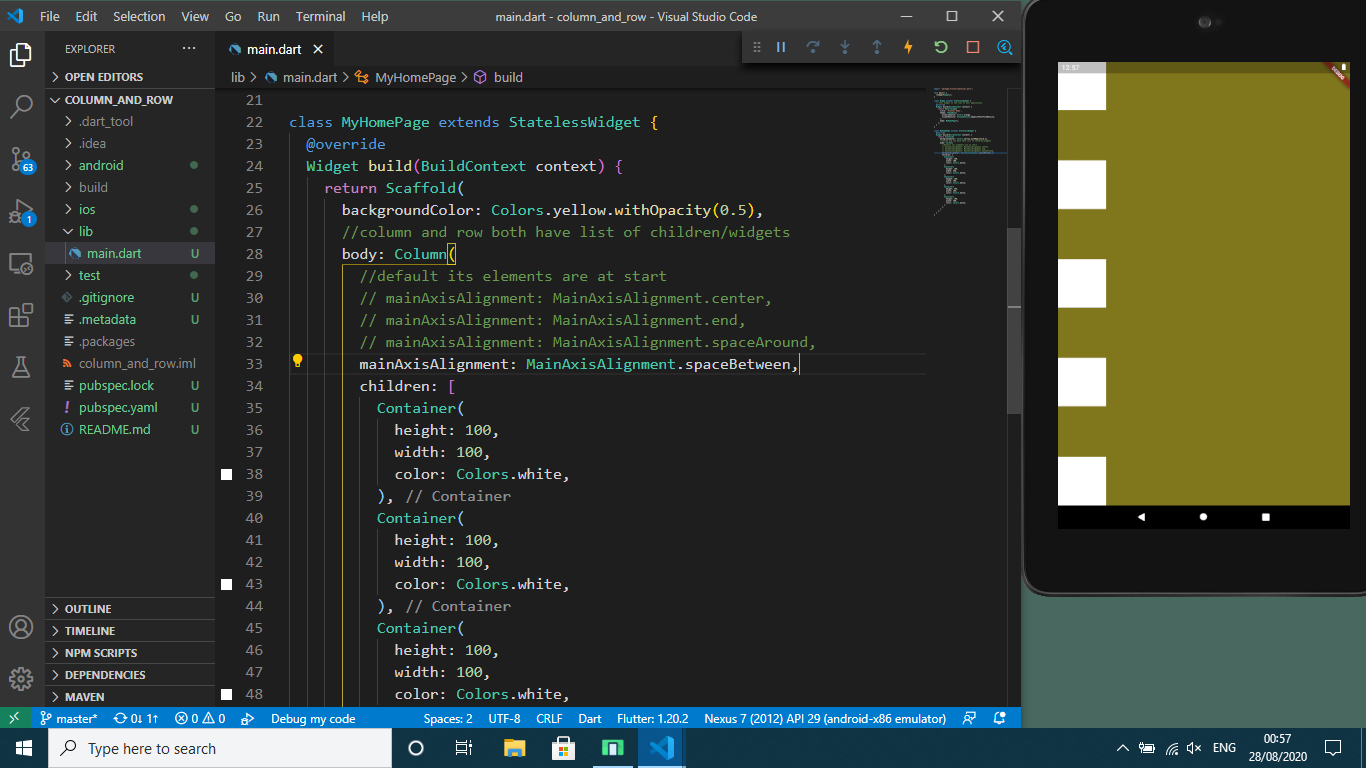 File Edit Selection View Go Run Terminal Help
main.dart - column_and_row - Visual Studio Code
EXPLORER
OPEN EDITORS
COLUMN_AND_ROW
.dart_tool
.idea
android
build
ios
lib
main.dart U
test
.gitignore U
.metadata U
.packages
column_and_row.iml
pubspec.lock U
pubspec.yaml U
README.md U
OUTLINE
TIMELINE
NPM SCRIPTS
DEPENDENCIES
MAVEN
63
1
main.dart
lib > main.dart > MyHomePage > build
21
22 class MyHomePage extends StatelessWidget {
23 @override
24 Widget build(BuildContext context) {
25 return Scaffold(
26 backgroundColor: Colors.yellow.withOpacity(0.5),
27 //column and row both have list of children/widgets
28 body: Column(
29 //default its elements are at start
30 // mainAxisAlignment: MainAxisAlignment.center,
31 // mainAxisAlignment: MainAxisAlignment.end,
32 // mainAxisAlignment: MainAxisAlignment.spaceAround,
33 mainAxisAlignment: MainAxisAlignment.spaceBetween,
34 children: [
35 Container(
36 height: 100,
37 width: 100,
38 color: Colors.white,
39 ), // Container
40 Container(
41 height: 100,
42 width: 100,
43 color: Colors.white,
44 ), // Container
45 Container(
46 height: 100,
47 width: 100,
48 color: Colors.white,
12:57
DEBUG
master* 0↓ 1↑ 0 0 Debug my code
Spaces: 2 UTF-8 CRLF Dart Flutter: 1.20.2 Nexus 7 (2012) API 29 (android-x86 emulator)
Type here to search
ENG
00:57
28/08/2020